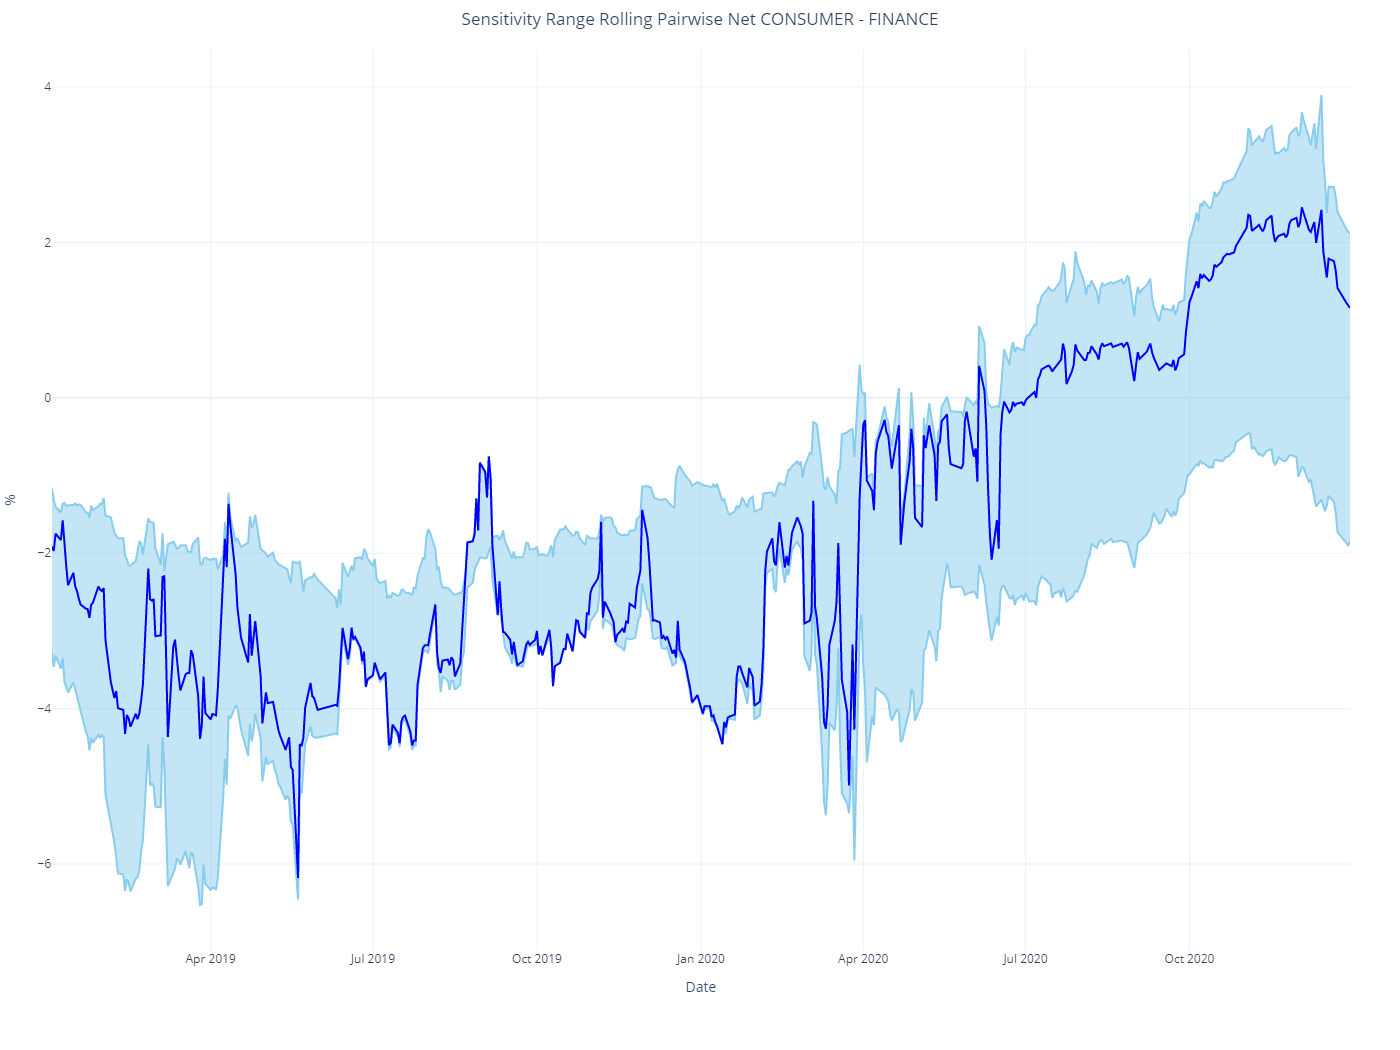 Sensitivity Range Rolling Pairwise Net CONSUMER - FINANCE
4
2
0
−2
−4
−6
%
Apr 2019 Jul 2019 Oct 2019 Jan 2020 Apr 2020 Jul 2020 Oct 2020
Date